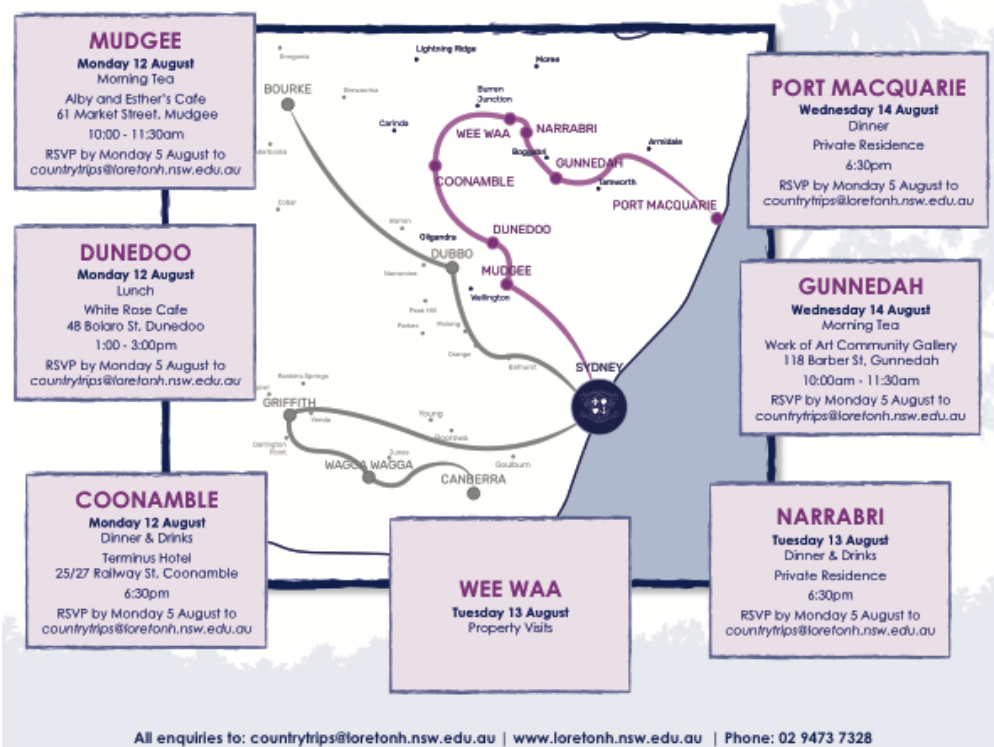 MUDGEE
Monday 12 August
Morning Tea
Alby and Esther's Cafe
61 Market Street, Mudgee
10:00 - 11:30am
RSVP by Monday 5 August to
countrytrips@loretonh.nsw.edu.au
DUNEDOO
Monday 12 August
Lunch
White Rose Cafe
48 Bolaro St, Dunedoo
1:00 - 3:00pm
RSVP by Monday 5 August to
countrytrips@loretonh.nsw.edu.au
COONAMBLE
Monday 12 August
Dinner & Drinks
Terminus Hotel
25/27 Railway St, Coonamble
6:30pm
RSVP by Monday 5 August to
countrytrips@loretonh.nsw.edu.au
Lightning Ridge
Moree
BOURKE
Brewarrina
Burren
Junction
Carinda
WEE WAA
NARRABRI
Boggabri
Armidale
GUNNEDAH
COONAMBLE
Tamworth
PORT MACQUARIE
Cobar
Warren
DUNEDOO
Gilgandra
DUBBO
MUDGEE
Narromine
Wellington
Peak Hill
Parkes
Molong
Orange
Bathurst
SYDNEY
Rankins Springs
GRIFFITH
Yenda
Young
Boorowa
Darlington
Point
Junee
Goulburn
WAGGA WAGGA
CANBERRA
WEE WAA
Tuesday 13 August
Property Visits
PORT MACQUARIE
Wednesday 14 August
Dinner
Private Residence
6:30pm
RSVP by Monday 5 August to
countrytrips@loretonh.nsw.edu.au
GUNNEDAH
Wednesday 14 August
Morning Tea
Work of Art Community Gallery
118 Barber St, Gunnedah
10:00am - 11:30am
RSVP by Monday 5 August to
countrytrips@loretonh.nsw.edu.au
NARRABRI
Tuesday 13 August
Dinner & Drinks
Private Residence
6:30pm
RSVP by Monday 5 August to
countrytrips@loretonh.nsw.edu.au
All enquiries to: countrytrips@loretonh.nsw.edu.au | www.loretonh.nsw.edu.au | Phone: 02 9473 7328